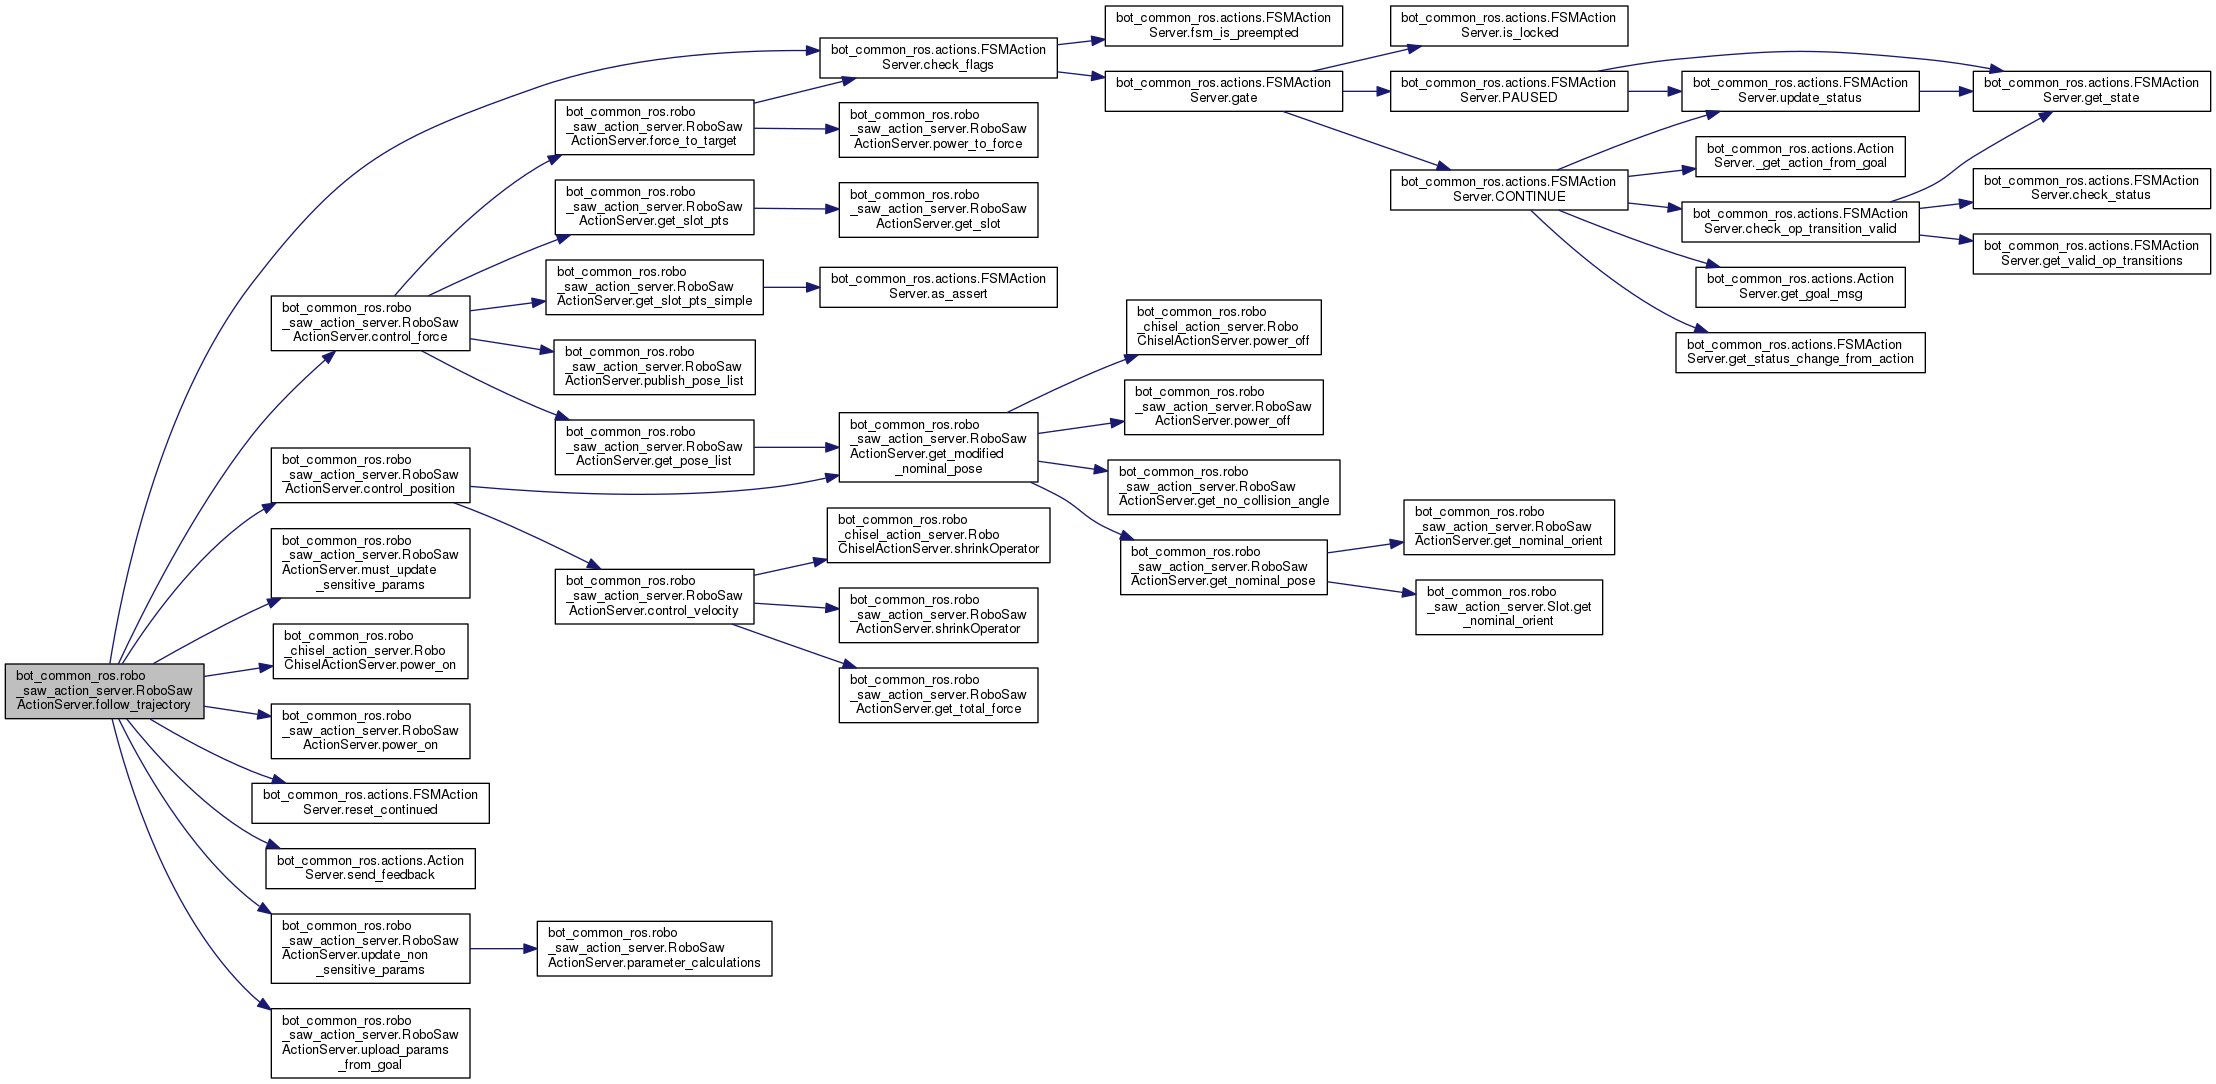 bot_common_ros.robo
_saw_action_server.RoboSaw
ActionServer.follow_trajectory
bot_common_ros.actions.FSMAction
Server.check_flags
bot_common_ros.robo
_saw_action_server.RoboSaw
ActionServer.control_force
bot_common_ros.robo
_saw_action_server.RoboSaw
ActionServer.control_position
bot_common_ros.robo
_saw_action_server.RoboSaw
ActionServer.must_update
_sensitive_params
bot_common_ros.robo
_chisel_action_server.Robo
ChiselActionServer.power_on
bot_common_ros.robo
_saw_action_server.RoboSaw
ActionServer.power_on
bot_common_ros.actions.FSMAction
Server.reset_continued
bot_common_ros.actions.Action
Server.send_feedback
bot_common_ros.robo
_saw_action_server.RoboSaw
ActionServer.update_non
_sensitive_params
bot_common_ros.robo
_saw_action_server.RoboSaw
ActionServer.upload_params
_from_goal
bot_common_ros.robo
_saw_action_server.RoboSaw
ActionServer.force_to_target
bot_common_ros.robo
_saw_action_server.RoboSaw
ActionServer.get_slot_pts
bot_common_ros.robo
_saw_action_server.RoboSaw
ActionServer.get_slot_pts_simple
bot_common_ros.robo
_saw_action_server.RoboSaw
ActionServer.publish_pose_list
bot_common_ros.robo
_saw_action_server.RoboSaw
ActionServer.get_pose_list
bot_common_ros.robo
_saw_action_server.RoboSaw
ActionServer.control_velocity
bot_common_ros.robo
_saw_action_server.RoboSaw
ActionServer.parameter_calculations
bot_common_ros.robo
_saw_action_server.RoboSaw
ActionServer.power_to_force
bot_common_ros.robo
_saw_action_server.RoboSaw
ActionServer.get_slot
bot_common_ros.actions.FSMAction
Server.as_assert
bot_common_ros.robo
_saw_action_server.RoboSaw
ActionServer.get_modified
_nominal_pose
bot_common_ros.robo
_chisel_action_server.Robo
ChiselActionServer.shrinkOperator
bot_common_ros.robo
_saw_action_server.RoboSaw
ActionServer.shrinkOperator
bot_common_ros.robo
_saw_action_server.RoboSaw
ActionServer.get_total_force
bot_common_ros.actions.FSMAction
Server.fsm_is_preempted
bot_common_ros.actions.FSMAction
Server.gate
bot_common_ros.robo
_chisel_action_server.Robo
ChiselActionServer.power_off
bot_common_ros.robo
_saw_action_server.RoboSaw
ActionServer.power_off
bot_common_ros.robo
_saw_action_server.RoboSaw
ActionServer.get_no_collision_angle
bot_common_ros.robo
_saw_action_server.RoboSaw
ActionServer.get_nominal_pose
bot_common_ros.actions.FSMAction
Server.is_locked
bot_common_ros.actions.FSMAction
Server.PAUSED
bot_common_ros.actions.FSMAction
Server.CONTINUE
bot_common_ros.robo
_saw_action_server.RoboSaw
ActionServer.get_nominal_orient
bot_common_ros.robo
_saw_action_server.Slot.get
_nominal_orient
bot_common_ros.actions.FSMAction
Server.update_status
bot_common_ros.actions.Action
Server._get_action_from_goal
bot_common_ros.actions.FSMAction
Server.check_op_transition_valid
bot_common_ros.actions.Action
Server.get_goal_msg
bot_common_ros.actions.FSMAction
Server.get_status_change_from_action
bot_common_ros.actions.FSMAction
Server.get_state
bot_common_ros.actions.FSMAction
Server.check_status
bot_common_ros.actions.FSMAction
Server.get_valid_op_transitions